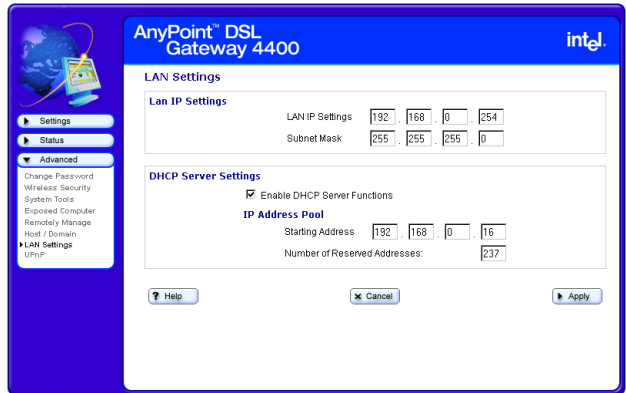 AnyPoint™ DSL
Gateway 4400
intel.
Settings
Status
Advanced
Change Password
Wireless Security
System Tools
Exposed Computer
Remotely Manage
Host / Domain
LAN Settings
UPnP
LAN Settings
Lan IP Settings
LAN IP Settings 192 . 168 . 0 . 254
Subnet Mask 255 . 255 . 255 . 0
DHCP Server Settings
Enable DHCP Server Functions
IP Address Pool
Starting Address 192 . 168 . 0 . 16
Number of Reserved Addresses: 237
? Help
Cancel
Apply